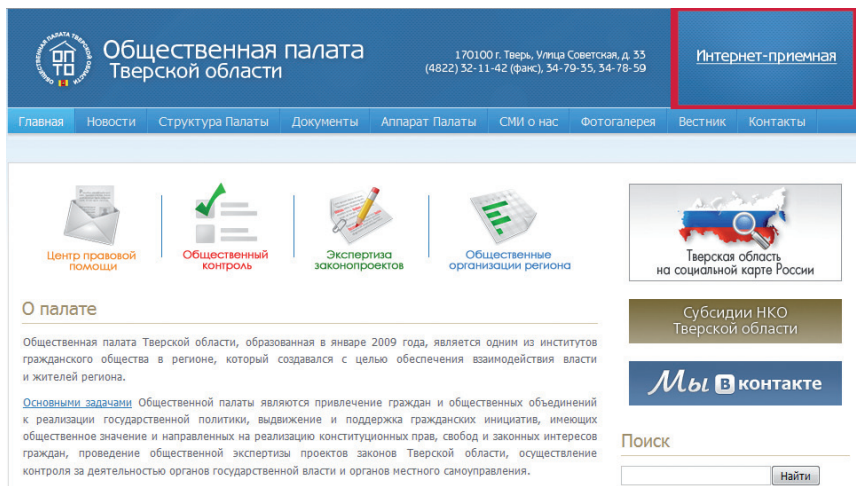 ОБЩЕСТВЕННАЯ ПАЛАТА ТВЕРСКОЙ ОБЛАСТИ
ОП
ТО
Общественная палата
Тверской области
170100 г. Тверь, Улица Советская, д. 33
(4822) 32-11-42 (факс), 34-79-35, 34-78-59
Интернет-приемная
Главная Новости Структура Палаты Документы Аппарат Палаты СМИ о нас Фотогалерея Вестник Контакты
Центр правовой
помощи
Общественный
контроль
Экспертиза
законопроектов
Общественные
организации региона
Тверская область
на социальной карте России
О палате
Общественная палата Тверской области, образованная в январе 2009 года, является одним из институтов
гражданского общества в регионе, который создавался с целью обеспечения взаимодействия власти
и жителей региона.
Основными задачами Общественной палаты являются привлечение граждан и общественных объединений
к реализации государственной политики, выдвижение и поддержка гражданских инициатив, имеющих
общественное значение и направленных на реализацию конституционных прав, свобод и законных интересов
граждан, проведение общественной экспертизы проектов законов Тверской области, осуществление
контроля за деятельностью органов государственной власти и органов местного самоуправления.
Субсидии НКО
Тверской области
Мы В контакте
Поиск
Найти